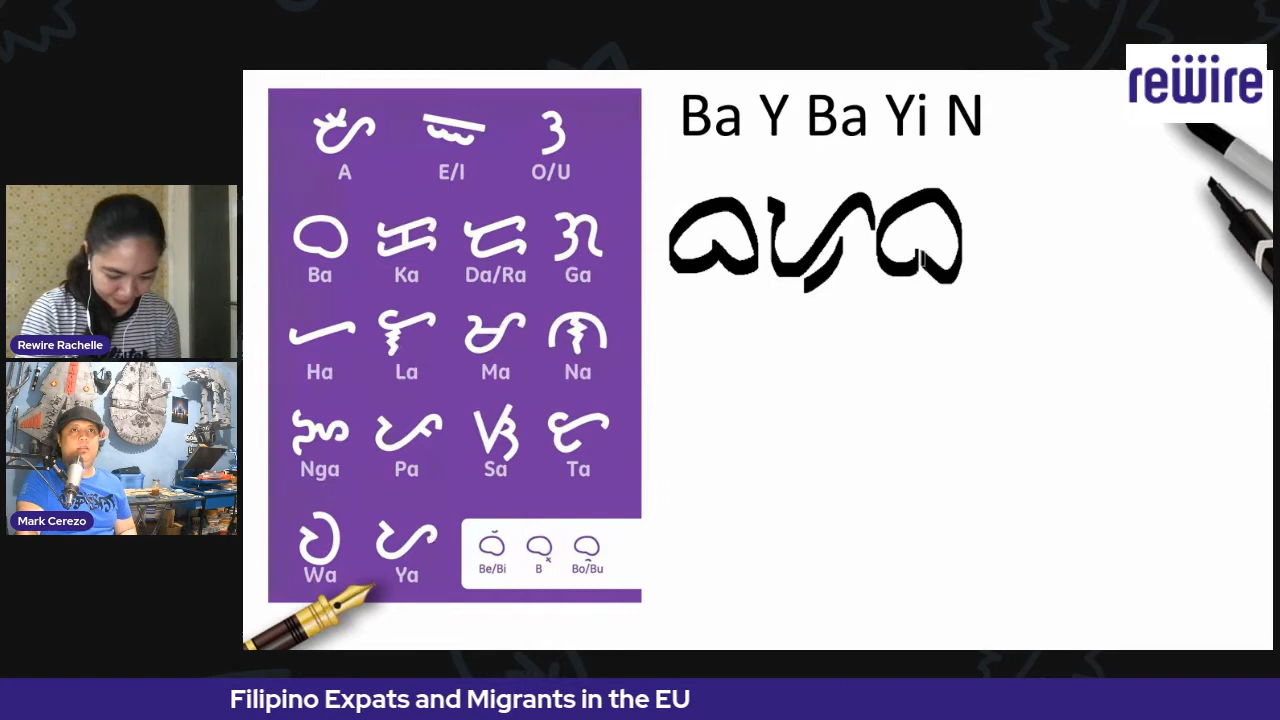 rewire
Ba Y Ba Yi N
ᜊᜌ᜔ᜊ
ᜀ ᜁ ᜂ
A E/I O/U
ᜊ ᜃ ᜇ ᜄ
Ba Ka Da/Ra Ga
ᜑ ᜎ ᜋ ᜈ
Ha La Ma Na
ᜅ ᜉ ᜐ ᜆ
Nga Pa Sa Ta
ᜏ ᜌ
Wa Ya
ᜊᜒ ᜊ᜔ ᜊᜓ
Be/Bi B Bo/Bu
Rewire Rachelle
Mark Cerezo
Filipino Expats and Migrants in the EU